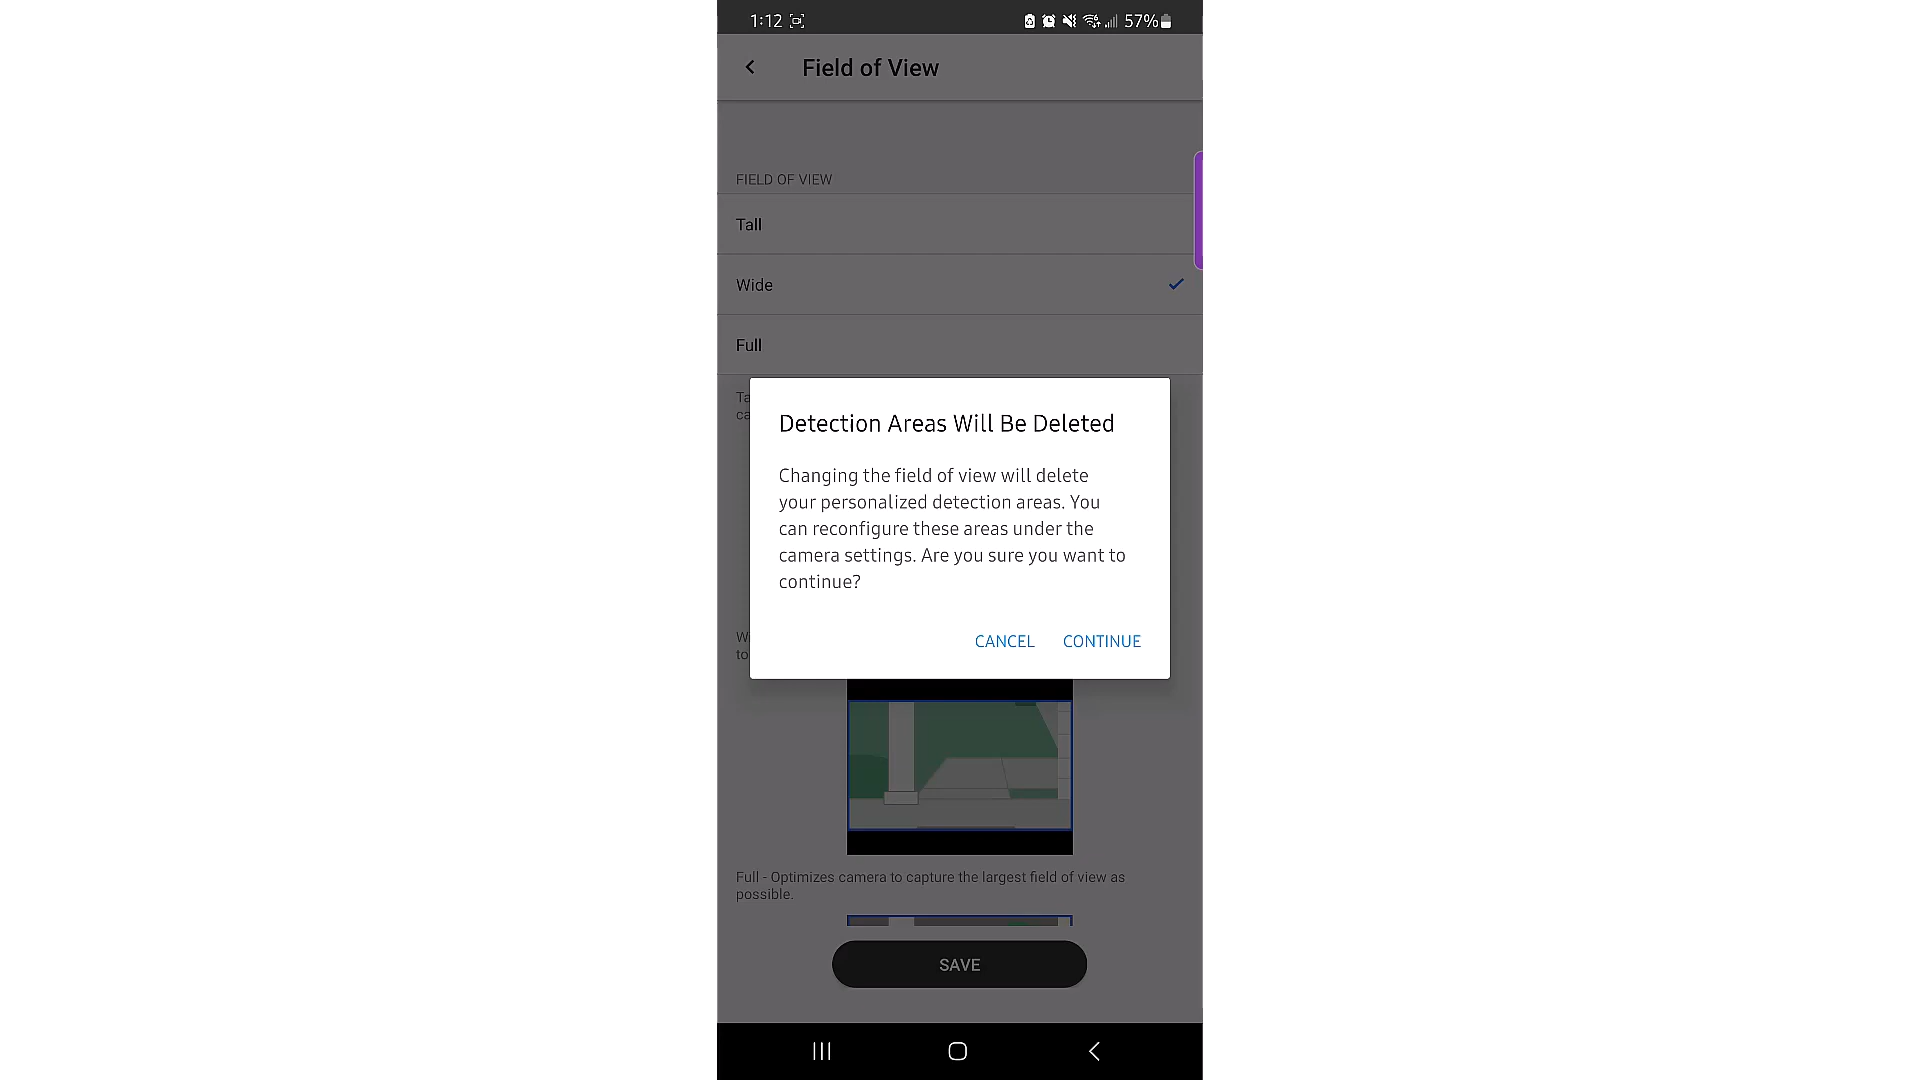 1:12
57%
Field of View
FIELD OF VIEW
Tall
Wide
Full
Ta
ca
Detection Areas Will Be Deleted
Changing the field of view will delete
your personalized detection areas. You
can reconfigure these areas under the
camera settings. Are you sure you want to
continue?
CANCEL CONTINUE
W
to
Full - Optimizes camera to capture the largest field of view as
possible.
SAVE